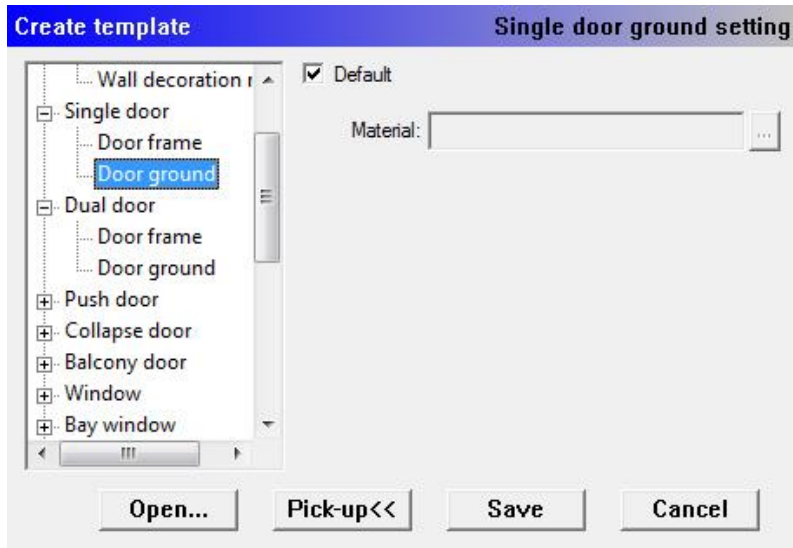 Create template Single door ground setting
Wall decoration
Default
Single door
Material: ...
Door frame
Door ground
Dual door
Door frame
Door ground
Push door
Collapse door
Balcony door
Window
Bay window
Open... Pick-up<< Save Cancel